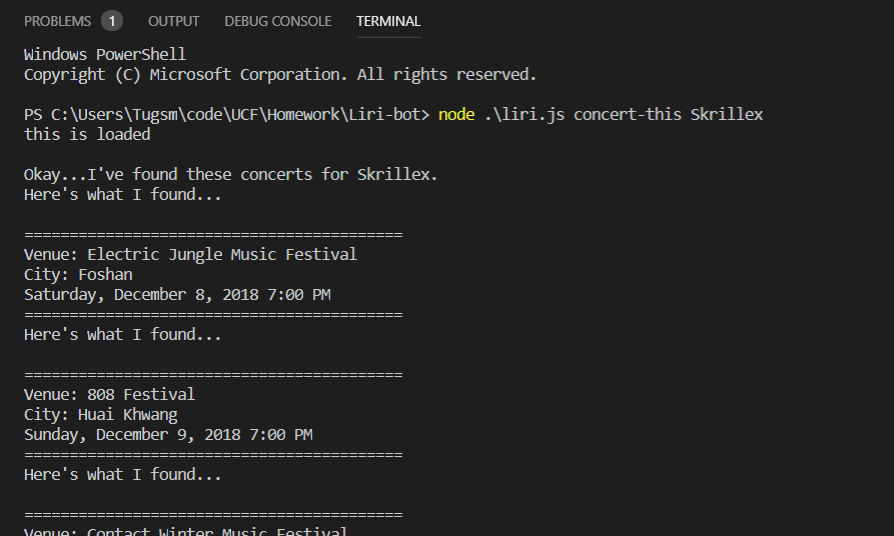 PROBLEMS 1 OUTPUT DEBUG CONSOLE TERMINAL
Windows PowerShell
Copyright (C) Microsoft Corporation. All rights reserved.
PS C:\Users\Tugsm\code\UCF\Homework\Liri-bot> node .\liri.js concert-this Skrillex
this is loaded
Okay...I've found these concerts for Skrillex.
Here's what I found...
==========================================
Venue: Electric Jungle Music Festival
City: Foshan
Saturday, December 8, 2018 7:00 PM
==========================================
Here's what I found...
==========================================
Venue: 808 Festival
City: Huai Khwang
Sunday, December 9, 2018 7:00 PM
==========================================
Here's what I found...
==========================================
Venue: Contact Winter Music Festival